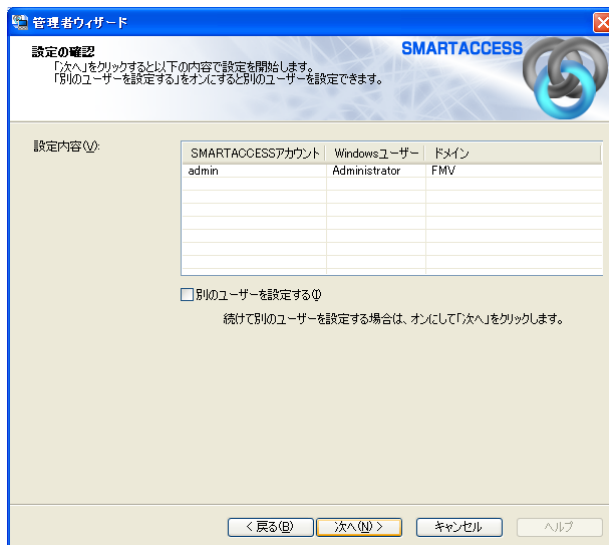 管理者ウィザード
設定の確認
「次へ」をクリックすると以下の内容で設定を開始します。
「別のユーザーを設定する」をオンにすると別のユーザーを設定できます。
SMARTACCESS
設定内容(V):
SMARTACCESSアカウント Windowsユーザー ドメイン
admin Administrator FMV
別のユーザーを設定する(I)
続けて別のユーザーを設定する場合は、オンにして「次へ」をクリックします。
< 戻る(B) 次へ(N) > キャンセル ヘルプ